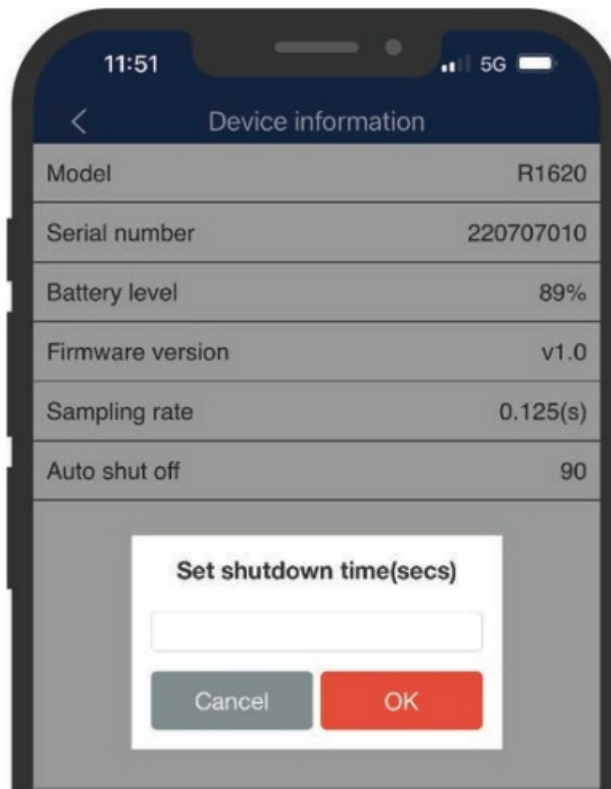 11:51 5G
Device information
Model R1620
Serial number 220707010
Battery level 89%
Firmware version v1.0
Sampling rate 0.125(s)
Auto shut off 90
Set shutdown time(secs)
Cancel OK